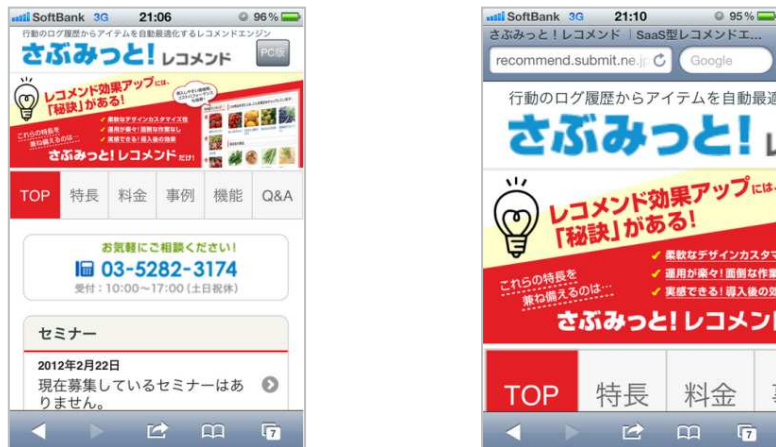 SoftBank 3G 21:06 96%
行動のログ履歴からアイテムを自動最適化するレコメンドエンジン
さぶみっと! レコメンド
PC版
レコメンド効果アップには、
「秘訣」がある!
これらの特長を
兼ね備えるのは…
✓ 柔軟なデザインカスタマイズ性
✓ 運用が楽々!面倒な作業なし
✓ 実感できる!導入後の効果
さぶみっと!レコメンドだけ!
TOP 特長 料金 事例 機能 Q&A
お気軽にご相談ください!
03-5282-3174
受付:10:00~17:00(土日祝休)
セミナー
2012年2月22日
現在募集しているセミナーはあ
りません。
7
SoftBank 3G 21:10 95%
さぶみっと!レコメンド|SaaS型レコメンドエ...
recommend.submit.ne.jp Google
行動のログ履歴からアイテムを自動最適
さぶみっと! レ
レコメンド効果アップには、
「秘訣」がある!
これらの特長を
兼ね備えるのは…
✓ 柔軟なデザインカスタマ
✓ 運用が楽々!面倒な作業
✓ 実感できる!導入後の効
さぶみっと!レコメンド
TOP 特長 料金
7